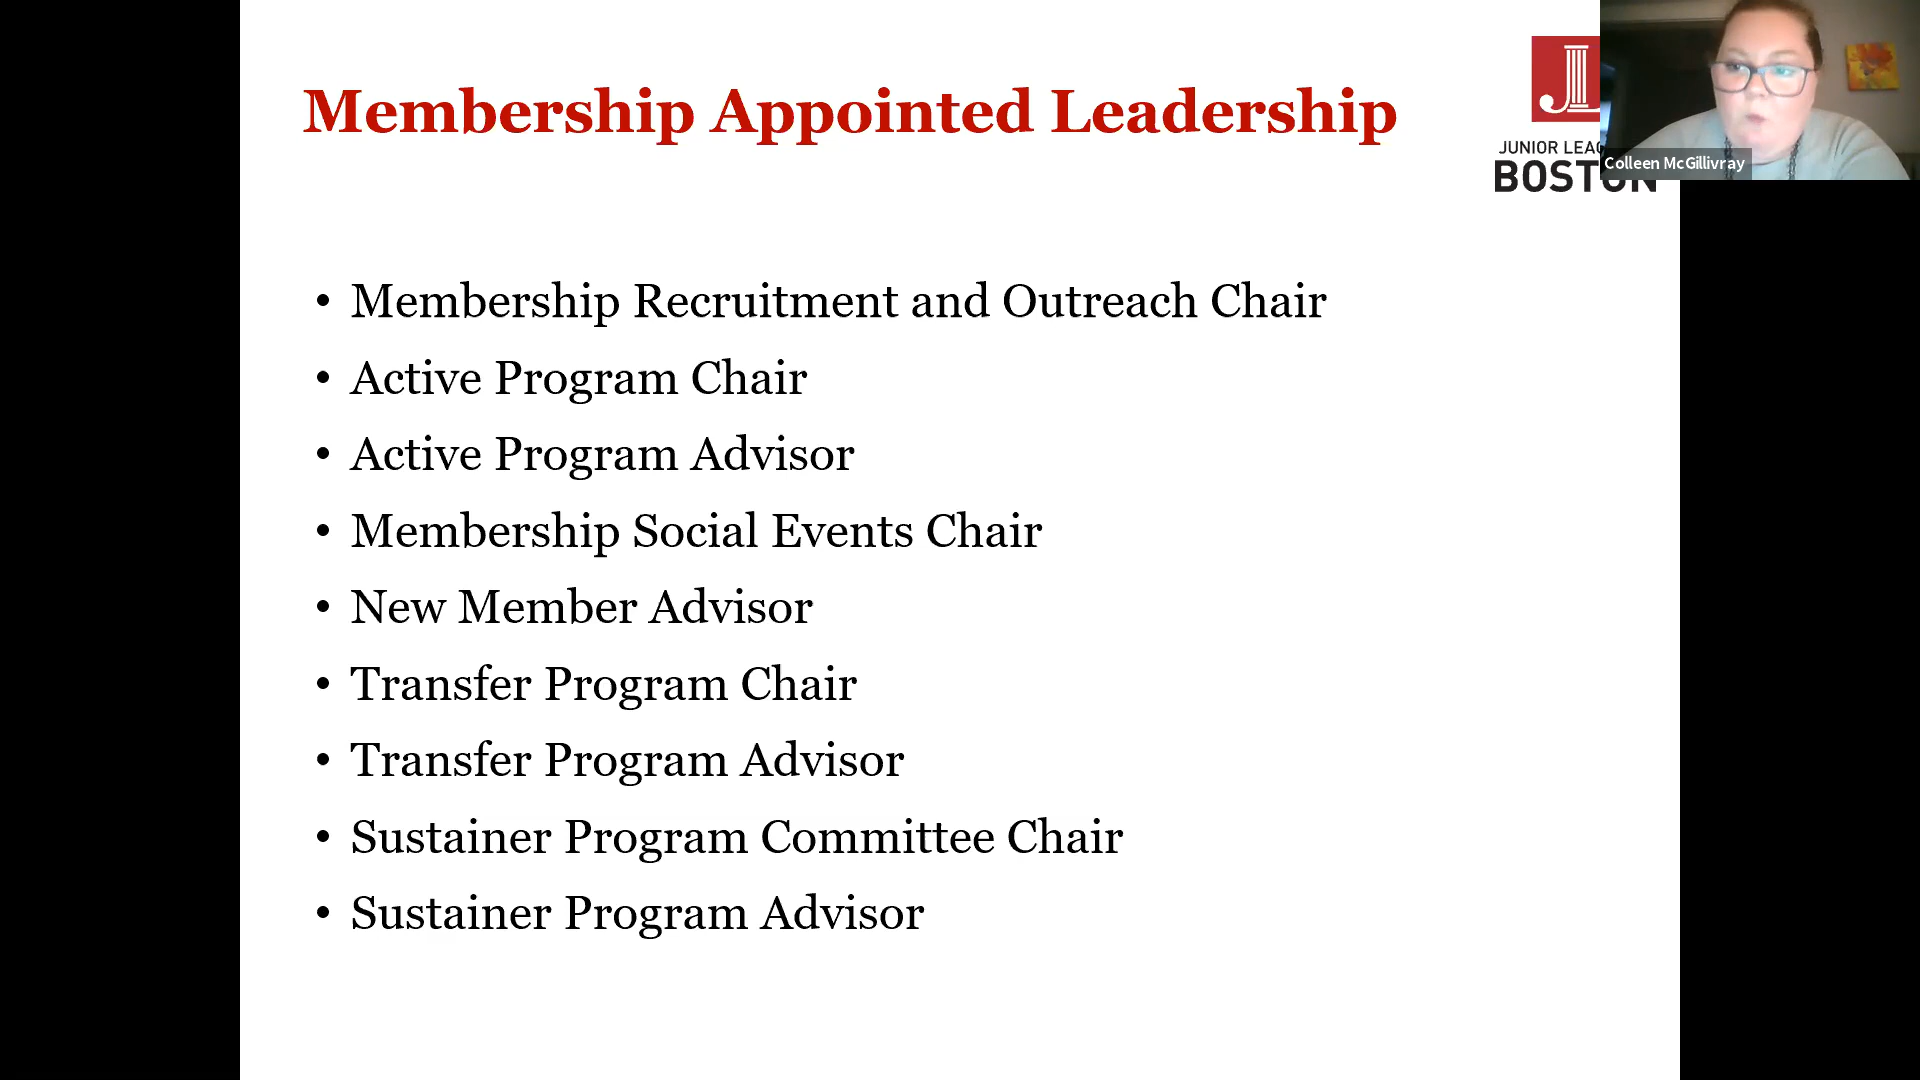 Membership Appointed Leadership
JUNIOR
BOSTON
Colleen McGillivray
• Membership Recruitment and Outreach Chair
• Active Program Chair
• Active Program Advisor
• Membership Social Events Chair
• New Member Advisor
• Transfer Program Chair
• Transfer Program Advisor
• Sustainer Program Committee Chair
• Sustainer Program Advisor